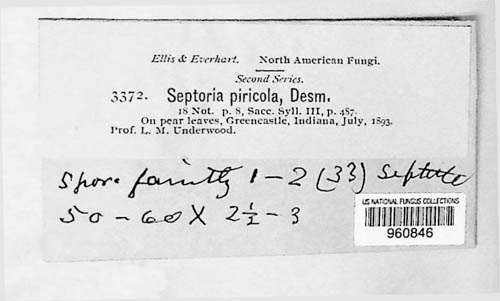 Ellis & Everhart. North American Fungi.
Second Series.
3372. Septoria piricola, Desm.
18 Not. p. 8, Sacc. Syll. III, p. 487.
On pear leaves, Greencastle, Indiana, July, 1893.
Prof. L. M. Underwood.
Spore faintly 1-2 (3?) septate
50-60 X 2½-3
US NATIONAL FUNGUS COLLECTIONS
960846